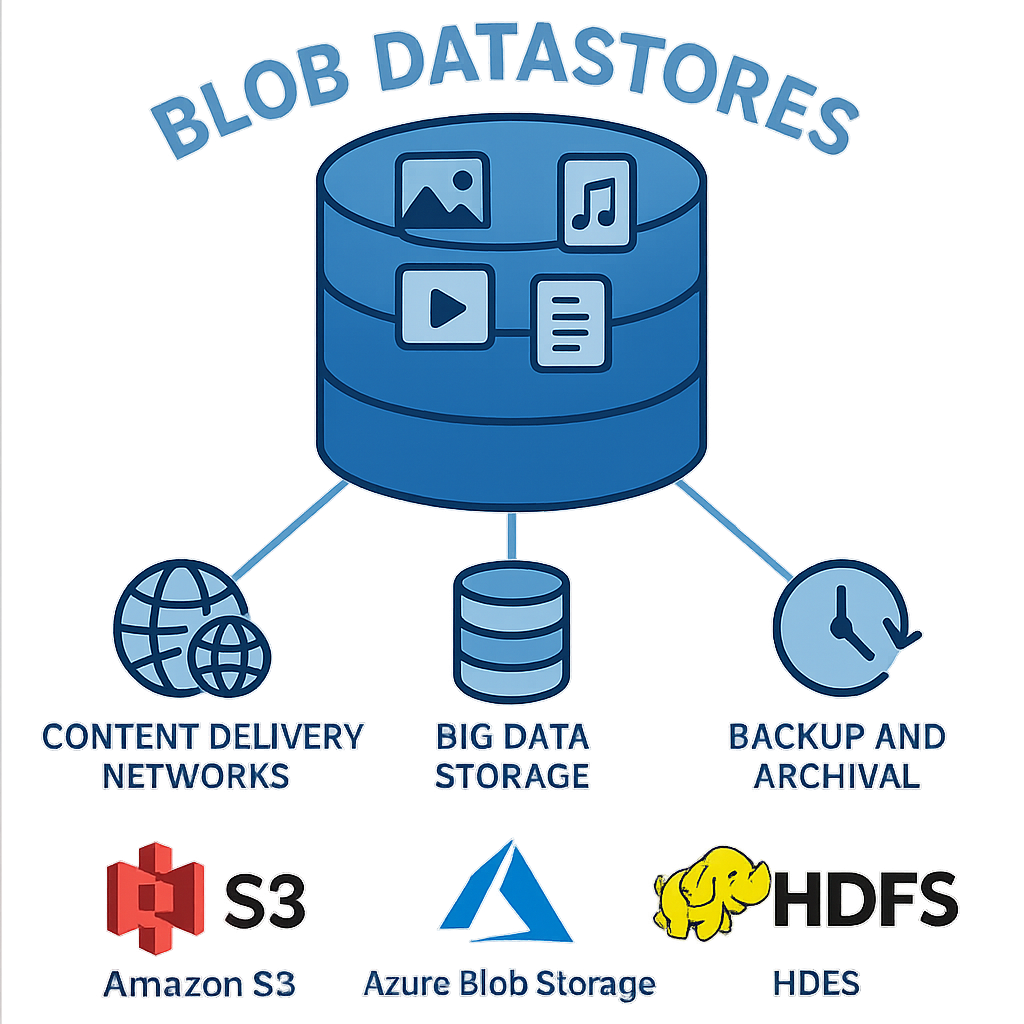 BLOB DATASTORES
CONTENT DELIVERY
NETWORKS
BIG DATA
STORAGE
BACKUP AND
ARCHIVAL
S3
HDFS
Amazon S3
Azure Blob Storage
HDES